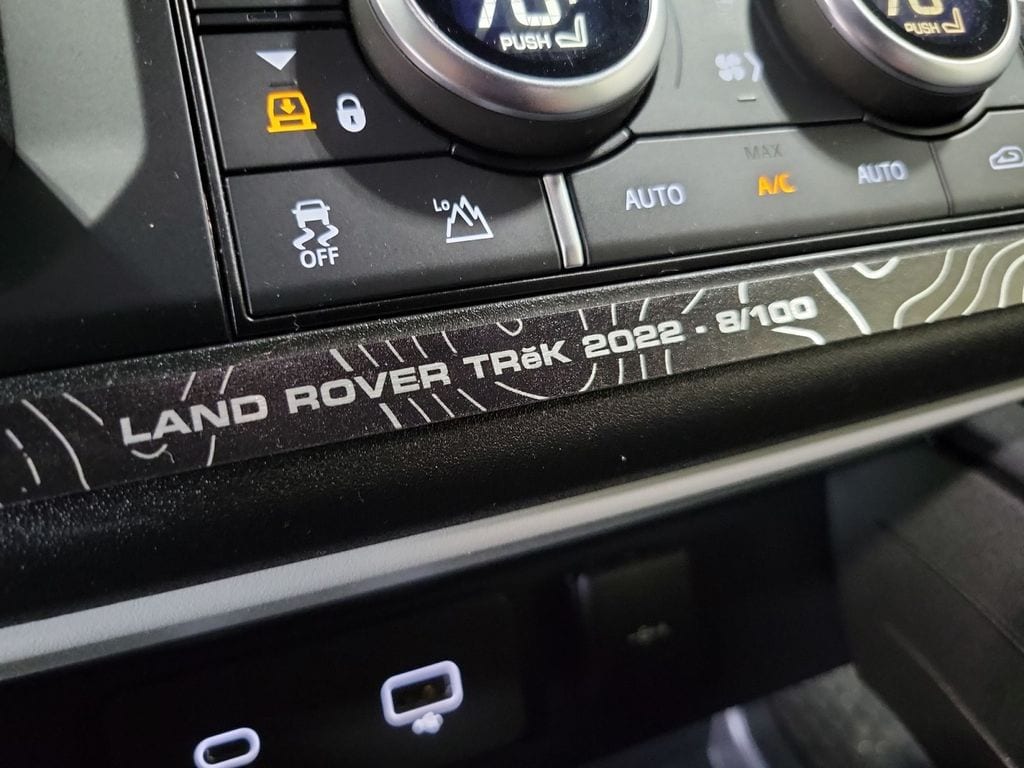 PUSH
PUSH
Lo
OFF
AUTO
MAX
A/C
AUTO
LAND ROVER TRĕK 2022 - 8/100